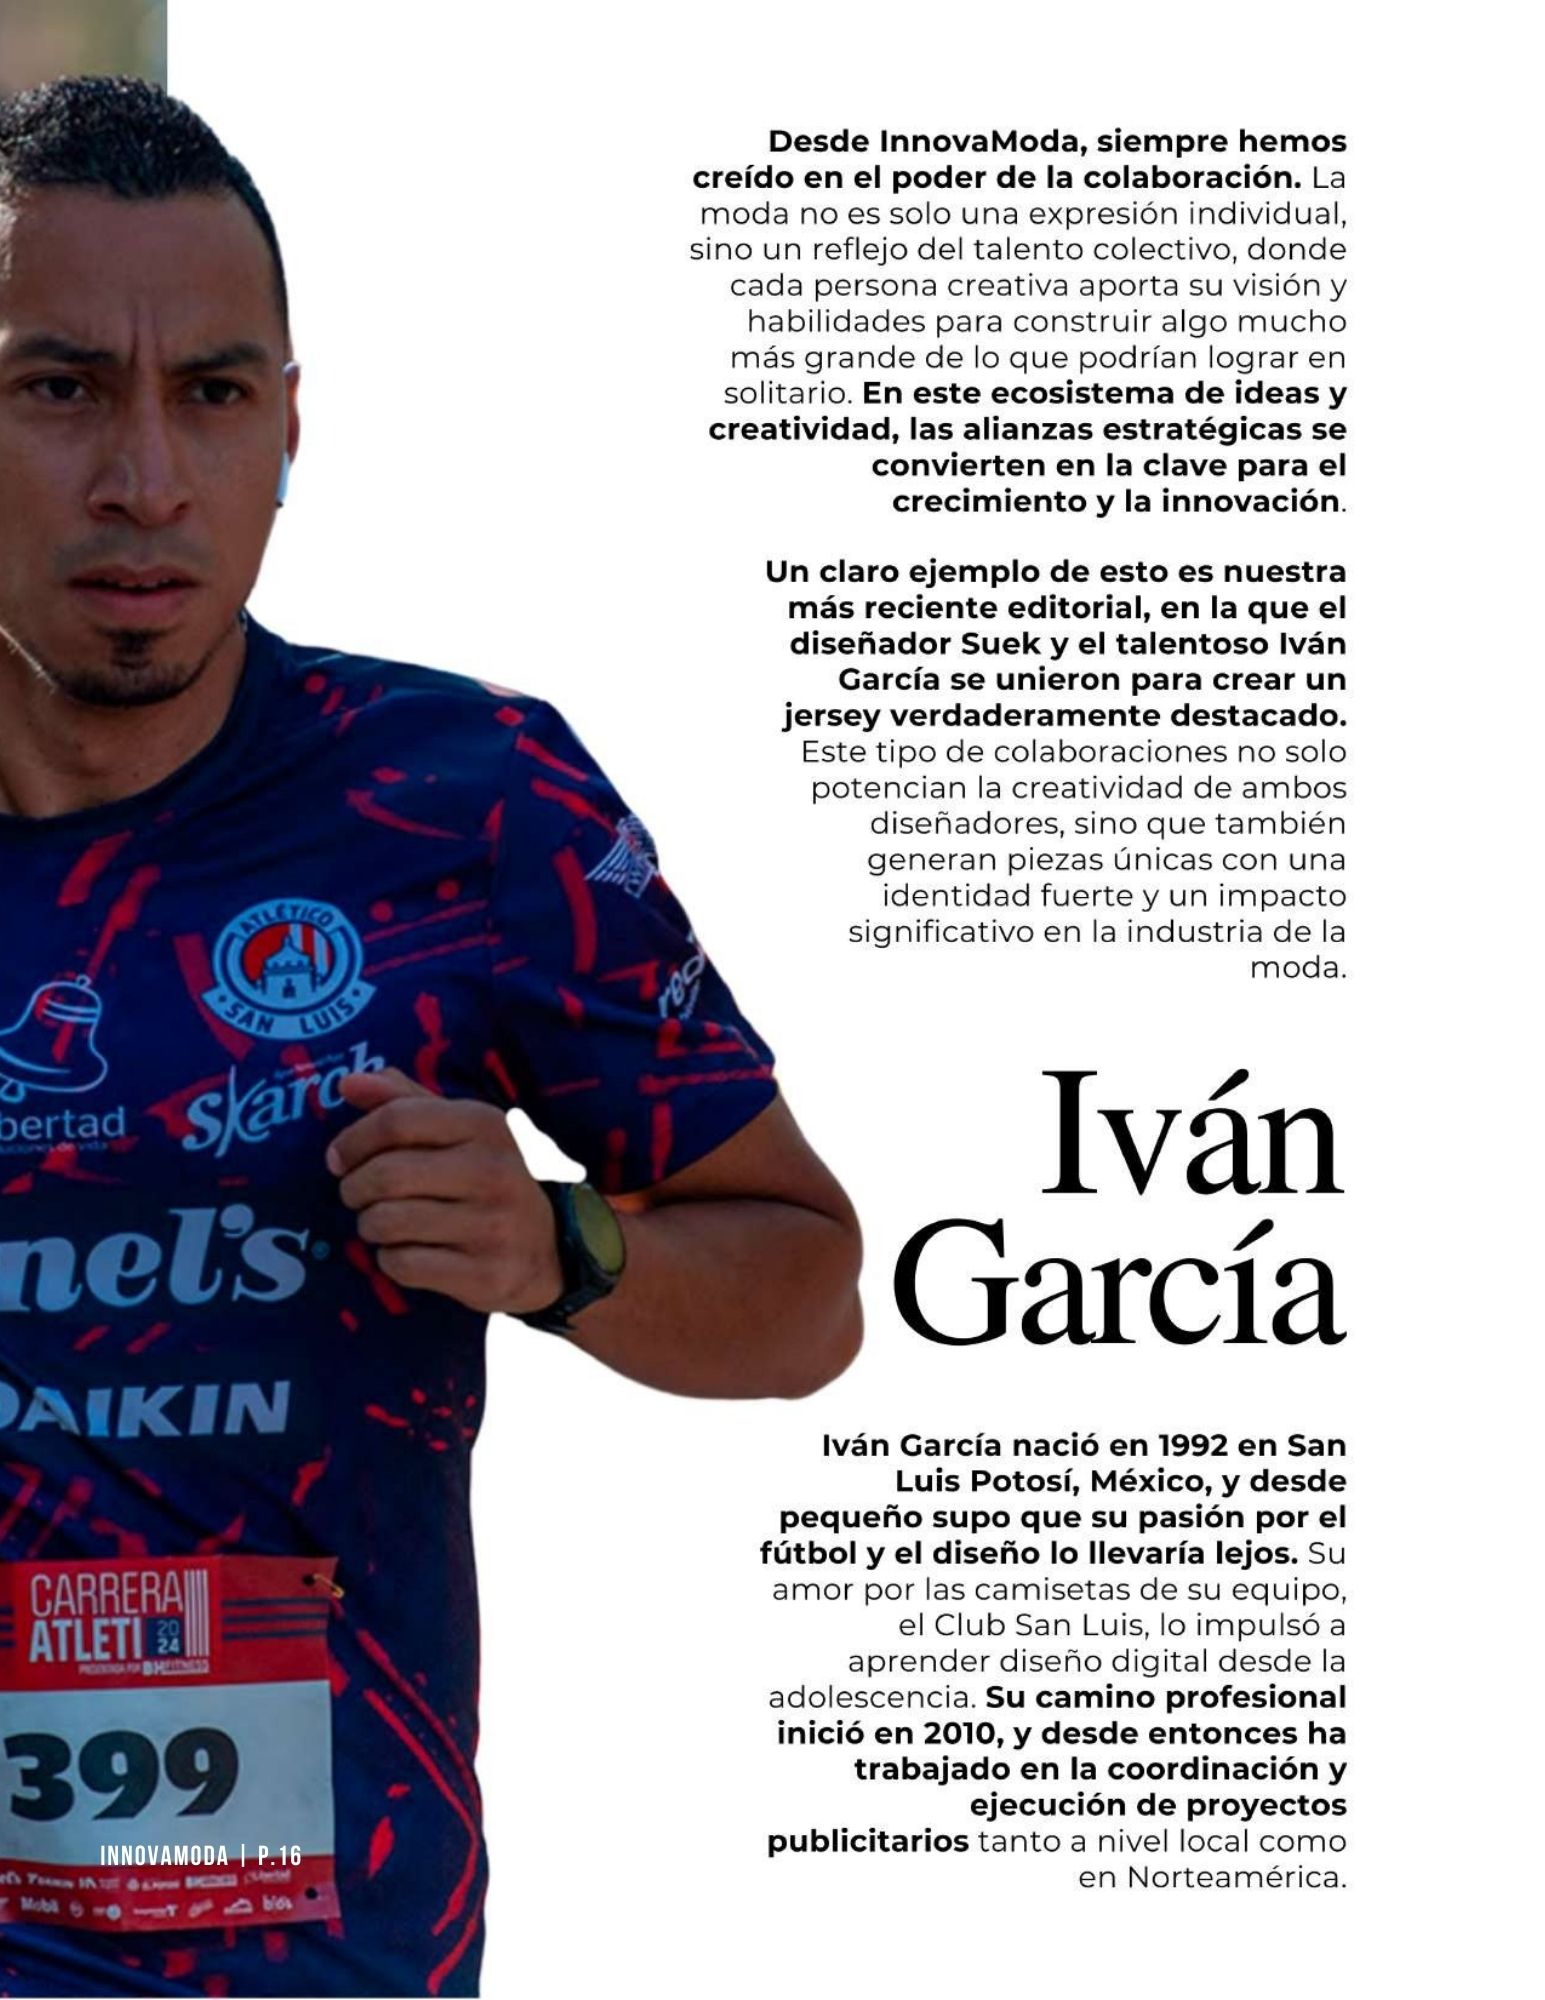 Desde InnovaModa, siempre hemos
creído en el poder de la colaboración. La
moda no es solo una expresión individual,
sino un reflejo del talento colectivo, donde
cada persona creativa aporta su visión y
habilidades para construir algo mucho
más grande de lo que podrían lograr en
solitario. En este ecosistema de ideas y
creatividad, las alianzas estratégicas se
convierten en la clave para el
crecimiento y la innovación.
Un claro ejemplo de esto es nuestra
más reciente editorial, en la que el
diseñador Suek y el talentoso Iván
García se unieron para crear un
jersey verdaderamente destacado.
Este tipo de colaboraciones no solo
potencian la creatividad de ambos
diseñadores, sino que también
generan piezas únicas con una
identidad fuerte y un impacto
significativo en la industria de la
moda.
Iván
García
Iván García nació en 1992 en San
Luis Potosí, México, y desde
pequeño supo que su pasión por el
fútbol y el diseño lo llevaría lejos. Su
amor por las camisetas de su equipo,
el Club San Luis, lo impulsó a
aprender diseño digital desde la
adolescencia. Su camino profesional
inició en 2010, y desde entonces ha
trabajado en la coordinación y
ejecución de proyectos
publicitarios tanto a nivel local como
en Norteamérica.
ATLÉTICO
SAN LUIS
skarch
bertad
nel's
DAIKIN
CARRERA
ATLETI 2024
PRESENTADA POR BHFITNESS
399
INNOVAMODA | P.16
Mobil